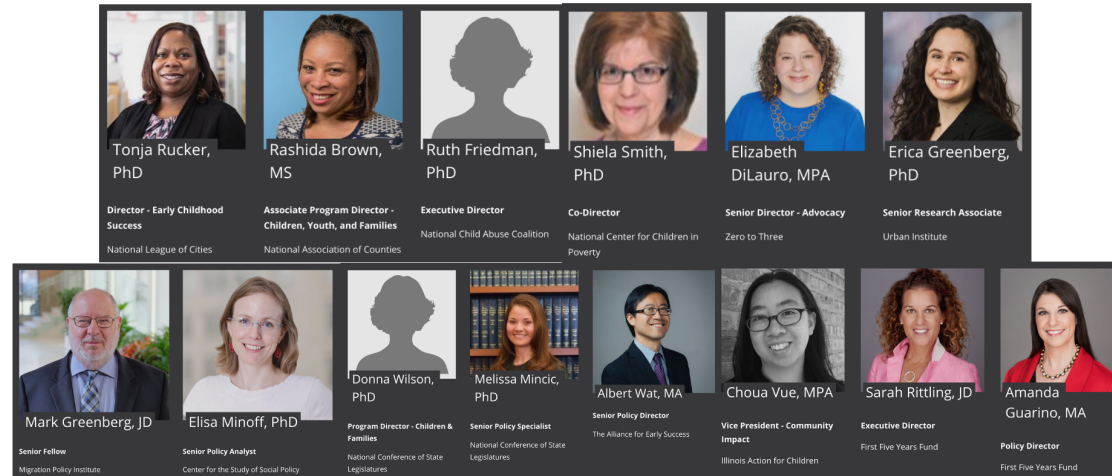 Tonja Rucker,
PhD
Director - Early Childhood
Success
National League of Cities
Rashida Brown,
MS
Associate Program Director -
Children, Youth, and Families
National Association of Counties
Ruth Friedman,
PhD
Executive Director
National Child Abuse Coalition
Shiela Smith,
PhD
Co-Director
National Center for Children in
Poverty
Elizabeth
DiLauro, MPA
Senior Director - Advocacy
Zero to Three
Erica Greenberg,
PhD
Senior Research Associate
Urban Institute
Mark Greenberg, JD
Senior Fellow
Migration Policy Institute
Elisa Minoff, PhD
Senior Policy Analyst
Center for the Study of Social Policy
Donna Wilson,
PhD
Program Director - Children &
Families
National Conference of State
Legislatures
Melissa Mincic,
PhD
Senior Policy Specialist
National Conference of State
Legislatures
Albert Wat, MA
Senior Policy Director
The Alliance for Early Success
Choua Vue, MPA
Vice President - Community
Impact
Illinois Action for Children
Sarah Rittling, JD
Executive Director
First Five Years Fund
Amanda
Guarino, MA
Policy Director
First Five Years Fund